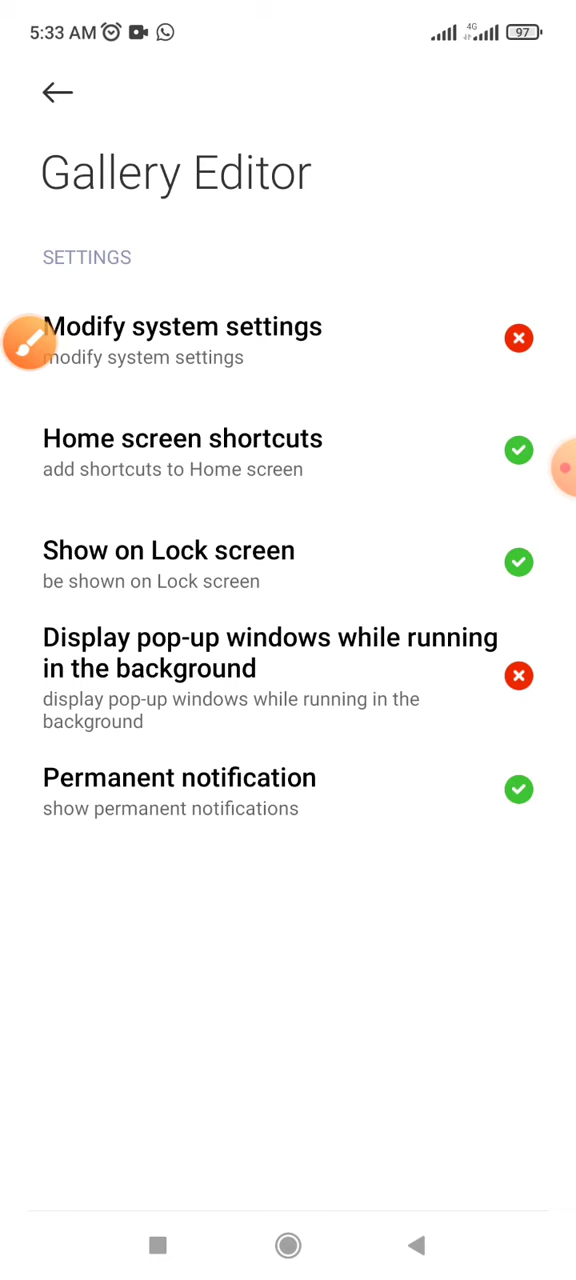 5:33 AM
4G
97
Gallery Editor
SETTINGS
Modify system settings
modify system settings
Home screen shortcuts
add shortcuts to Home screen
Show on Lock screen
be shown on Lock screen
Display pop-up windows while running
in the background
display pop-up windows while running in the
background
Permanent notification
show permanent notifications